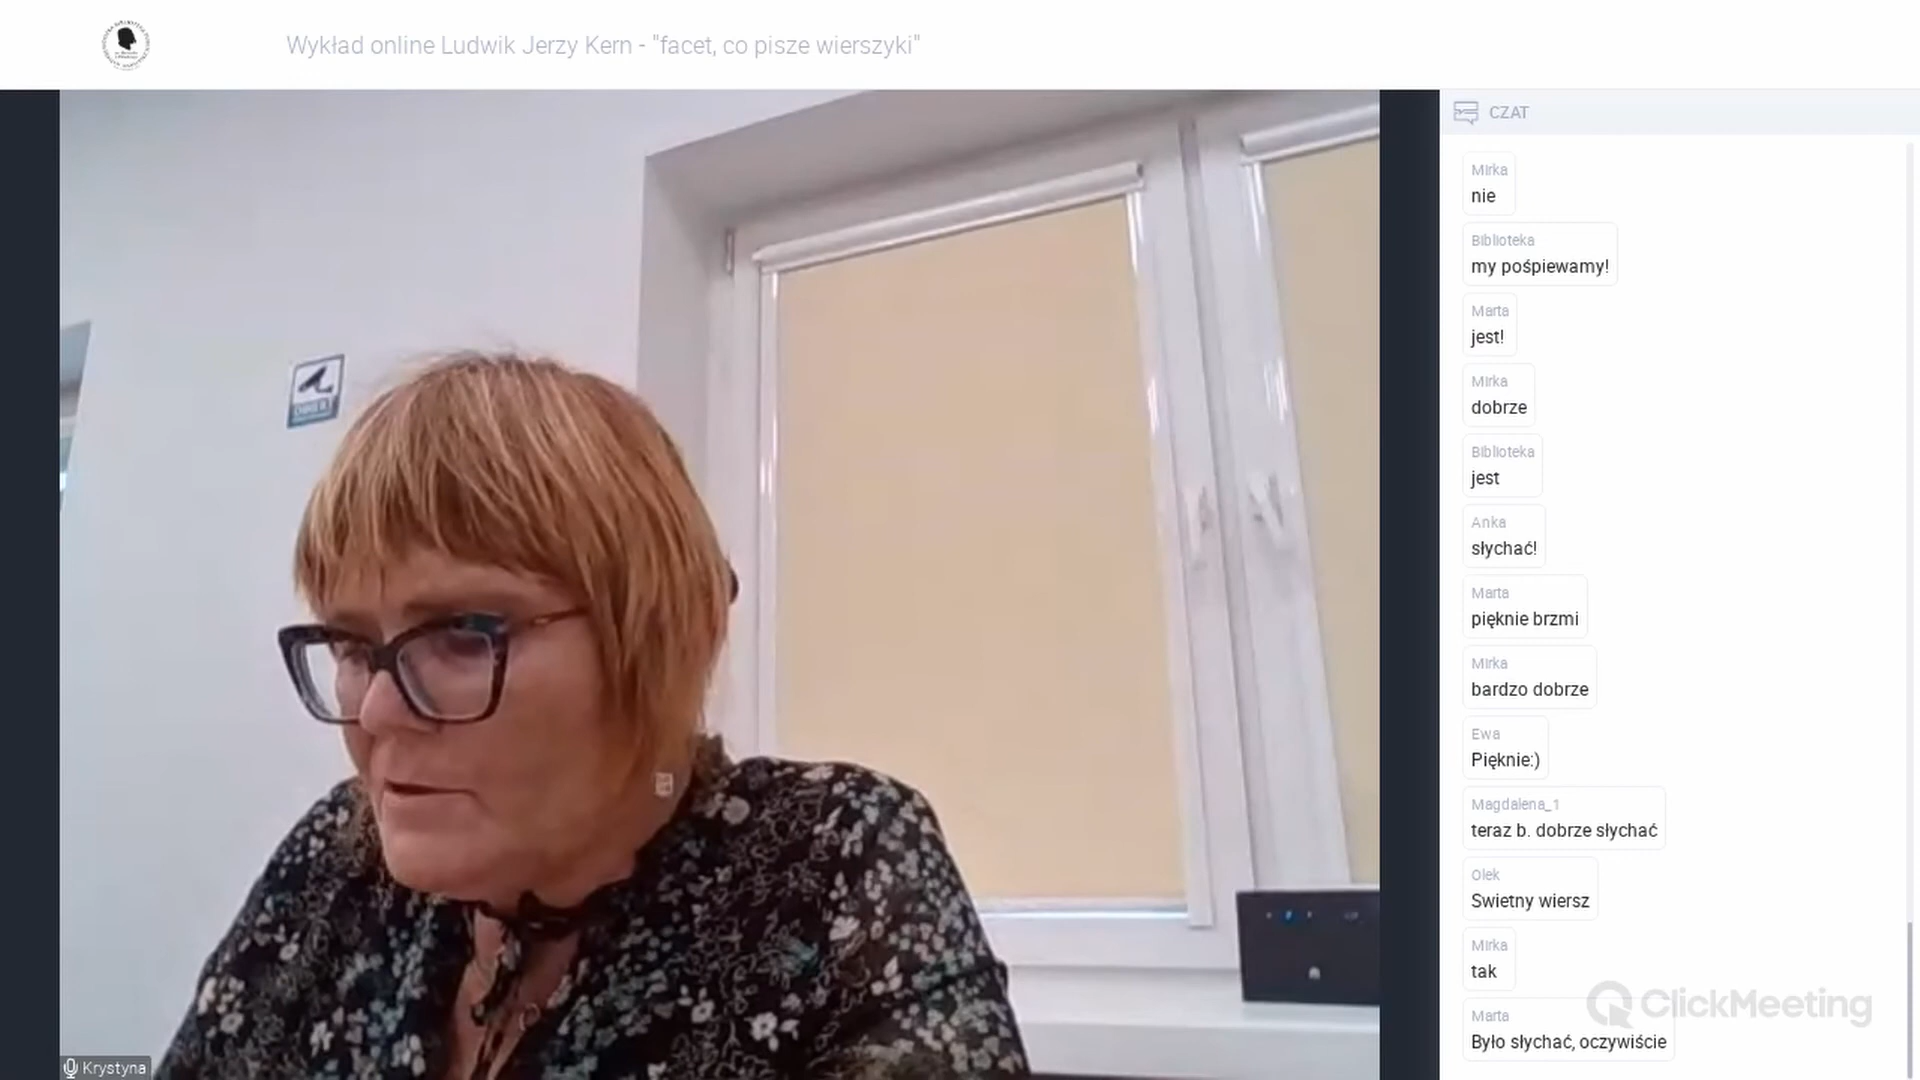 Wykład online Ludwik Jerzy Kern - "facet, co pisze wierszyki"
CZAT
Mirka
nie
Biblioteka
my pośpiewamy!
Marta
jest!
Mirka
dobrze
Biblioteka
jest
Anka
słychać!
Marta
pięknie brzmi
Mirka
bardzo dobrze
Ewa
Pięknie:)
Magdalena_1
teraz b. dobrze słychać
Olek
Swietny wiersz
Mirka
tak
Marta
Było słychać, oczywiście
ClickMeeting
Krystyna